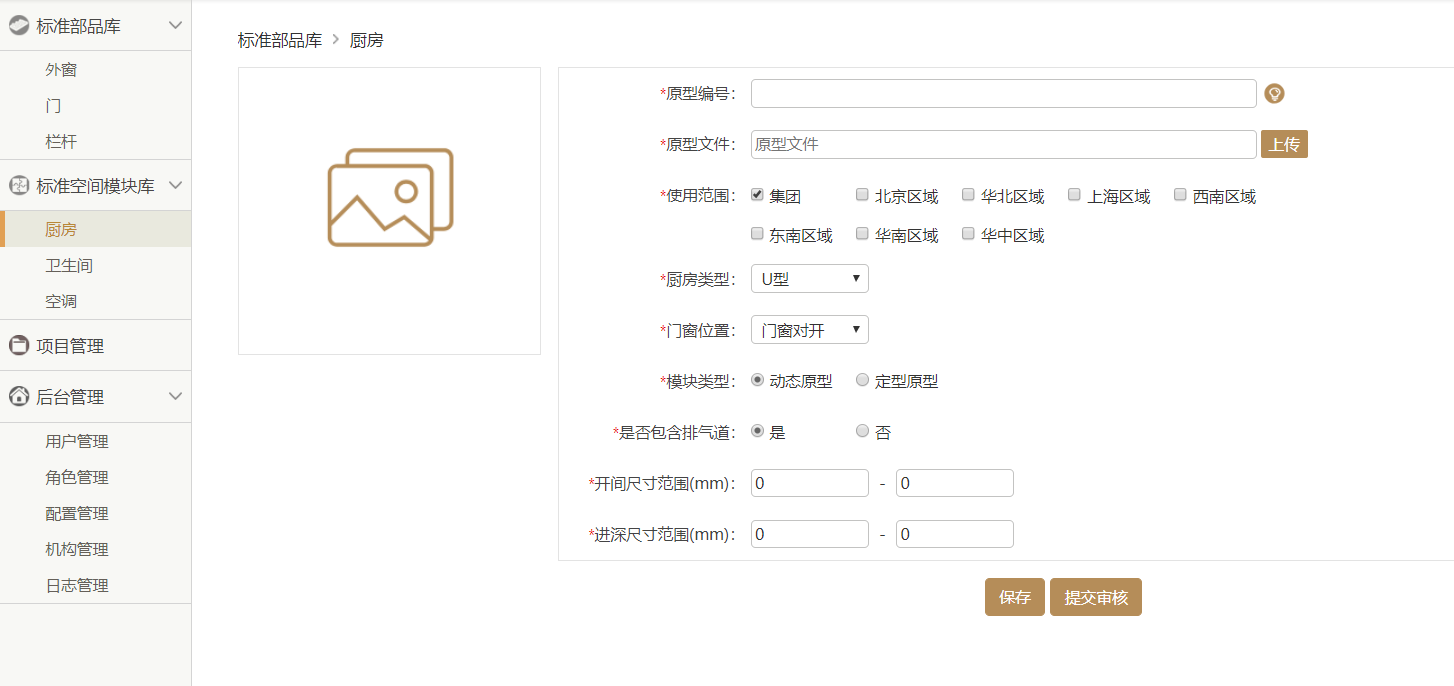 标准部品库
外窗
门
栏杆
标准空间模块库
厨房
卫生间
空调
项目管理
后台管理
用户管理
角色管理
配置管理
机构管理
日志管理
标准部品库 > 厨房
*原型编号：
*原型文件： 原型文件 上传
*使用范围： 集团 北京区域 华北区域 上海区域 西南区域
东南区域 华南区域 华中区域
*厨房类型： U型
*门窗位置： 门窗对开
*模块类型： 动态原型 定型原型
*是否包含排气道： 是 否
*开间尺寸范围(mm)： 0 - 0
*进深尺寸范围(mm)： 0 - 0
保存 提交审核